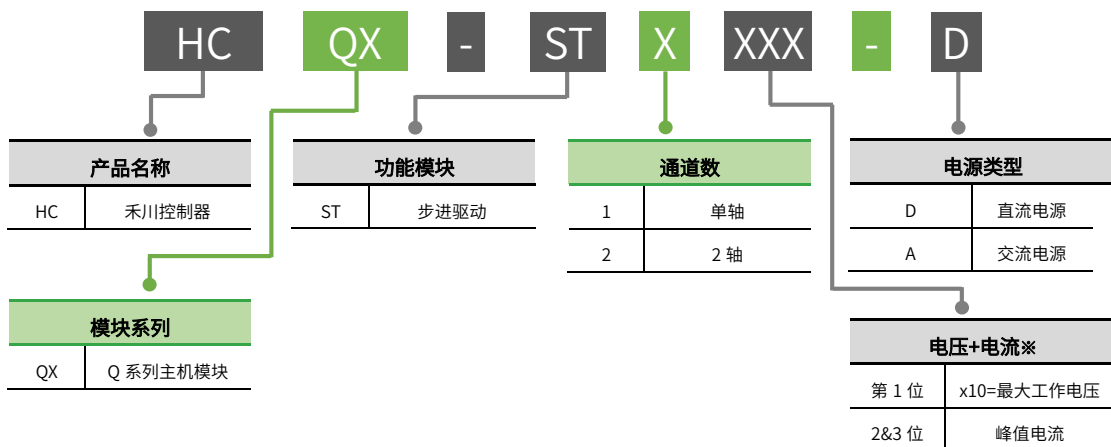 HC QX - ST X XXX - D
产品名称
HC 禾川控制器
模块系列
QX Q 系列主机模块
功能模块
ST 步进驱动
通道数
1 单轴
2 2 轴
电源类型
D 直流电源
A 交流电源
电压+电流※
第 1 位 x10=最大工作电压
2&3 位 峰值电流